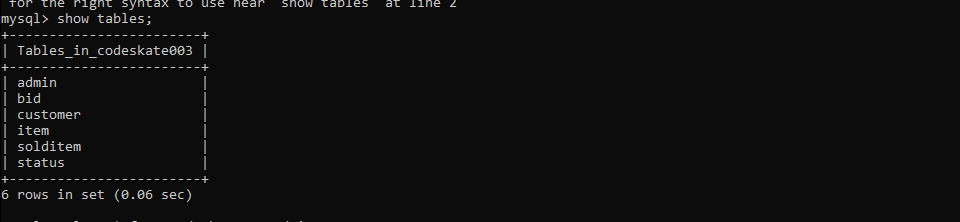 for the right syntax to use near 'show tables' at line 2
mysql> show tables;
+------------------------+
| Tables_in_codeskate003 |
+------------------------+
| admin                  |
| bid                    |
| customer               |
| item                   |
| solditem               |
| status                 |
+------------------------+
6 rows in set (0.06 sec)